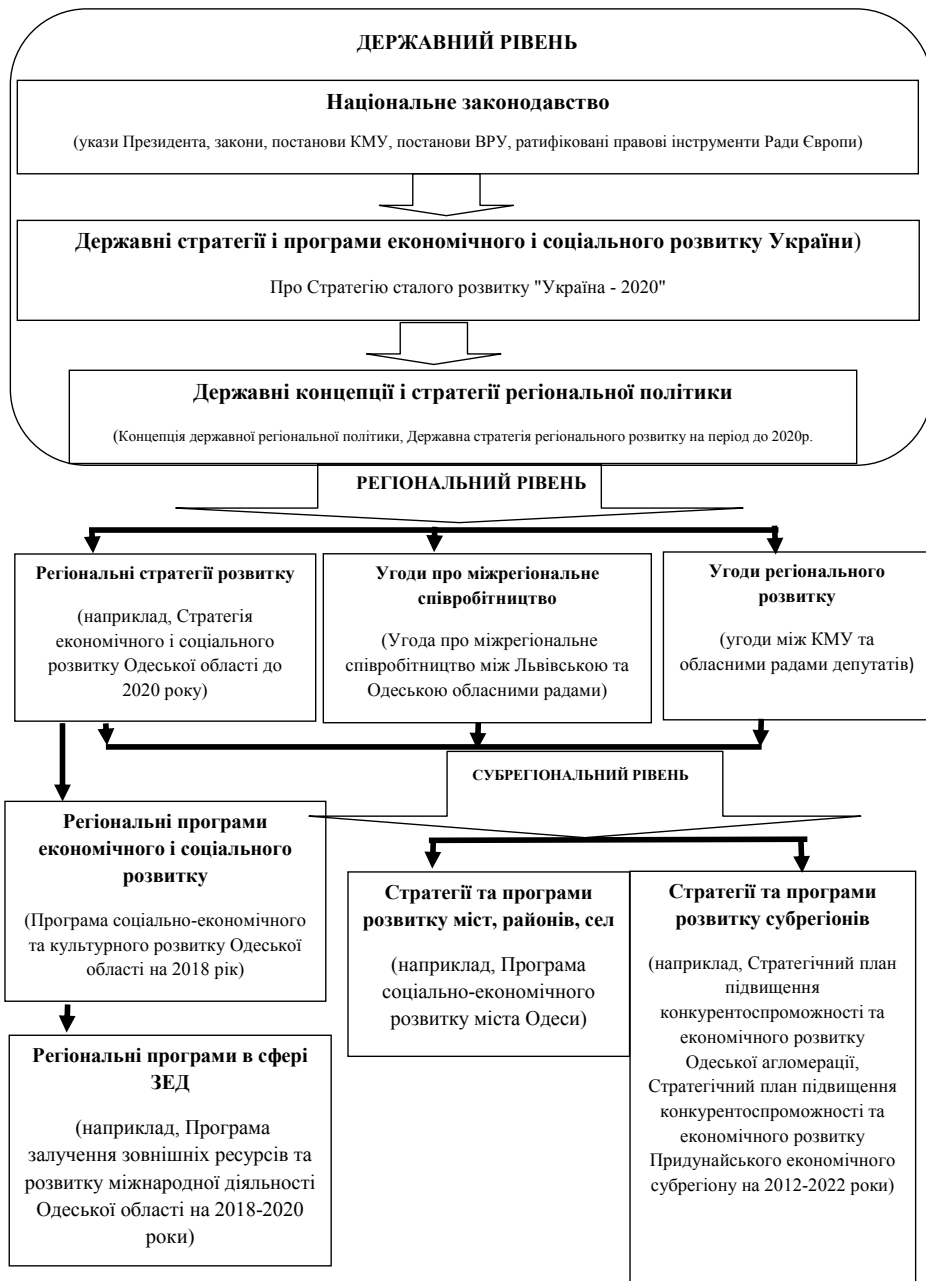 ДЕРЖАВНИЙ РІВЕНЬ
Національне законодавство
(укази Президента, закони, постанови КМУ, постанови ВРУ, ратифіковані правові інструменти Ради Європи)
Державні стратегії і програми економічного і соціального розвитку України)
Про Стратегію сталого розвитку "Україна - 2020"
Державні концепції і стратегії регіональної політики
(Концепція державної регіональної політики, Державна стратегія регіонального розвитку на період до 2020р.
РЕГІОНАЛЬНИЙ РІВЕНЬ
Регіональні стратегії розвитку
(наприклад, Стратегія
економічного і соціального
розвитку Одеської області до
2020 року)
Угоди про міжрегіональне
співробітництво
(Угода про міжрегіональне
співробітництво між Львівською та
Одеською обласними радами)
Угоди регіонального
розвитку
(угоди між КМУ та
обласними радами депутатів)
СУБРЕГІОНАЛЬНИЙ РІВЕНЬ
Регіональні програми
економічного і соціального
розвитку
(Програма соціально-економічного
та культурного розвитку Одеської
області на 2018 рік)
Регіональні програми в сфері
ЗЕД
(наприклад, Програма
залучення зовнішніх ресурсів та
розвитку міжнародної діяльності
Одеської області на 2018-2020
роки)
Стратегії та програми
розвитку міст, районів, сел
(наприклад, Програма
соціально-економічного
розвитку міста Одеси)
Стратегії та програми
розвитку субрегіонів
(наприклад, Стратегічний план
підвищення
конкурентоспроможності та
економічного розвитку
Одеської агломерації,
Стратегічний план підвищення
конкурентоспроможності та
економічного розвитку
Придунайського економічного
субрегіону на 2012-2022 роки)